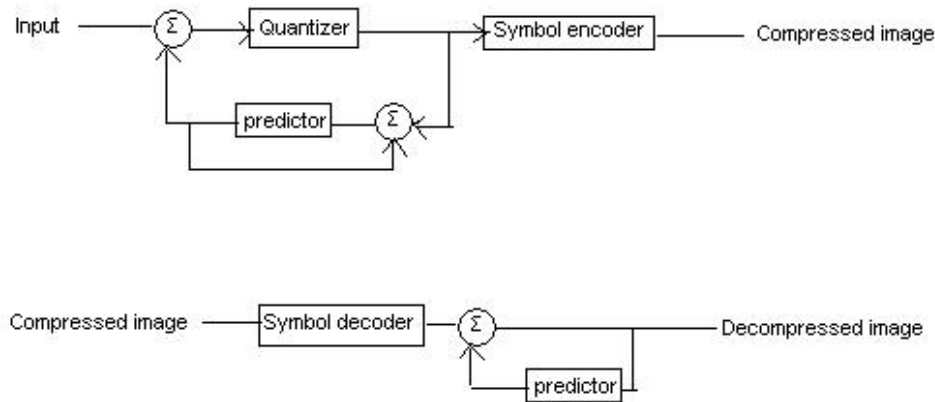 Input Σ Quantizer Symbol encoder Compressed image
predictor Σ
Compressed image Symbol decoder Σ Decompressed image
predictor